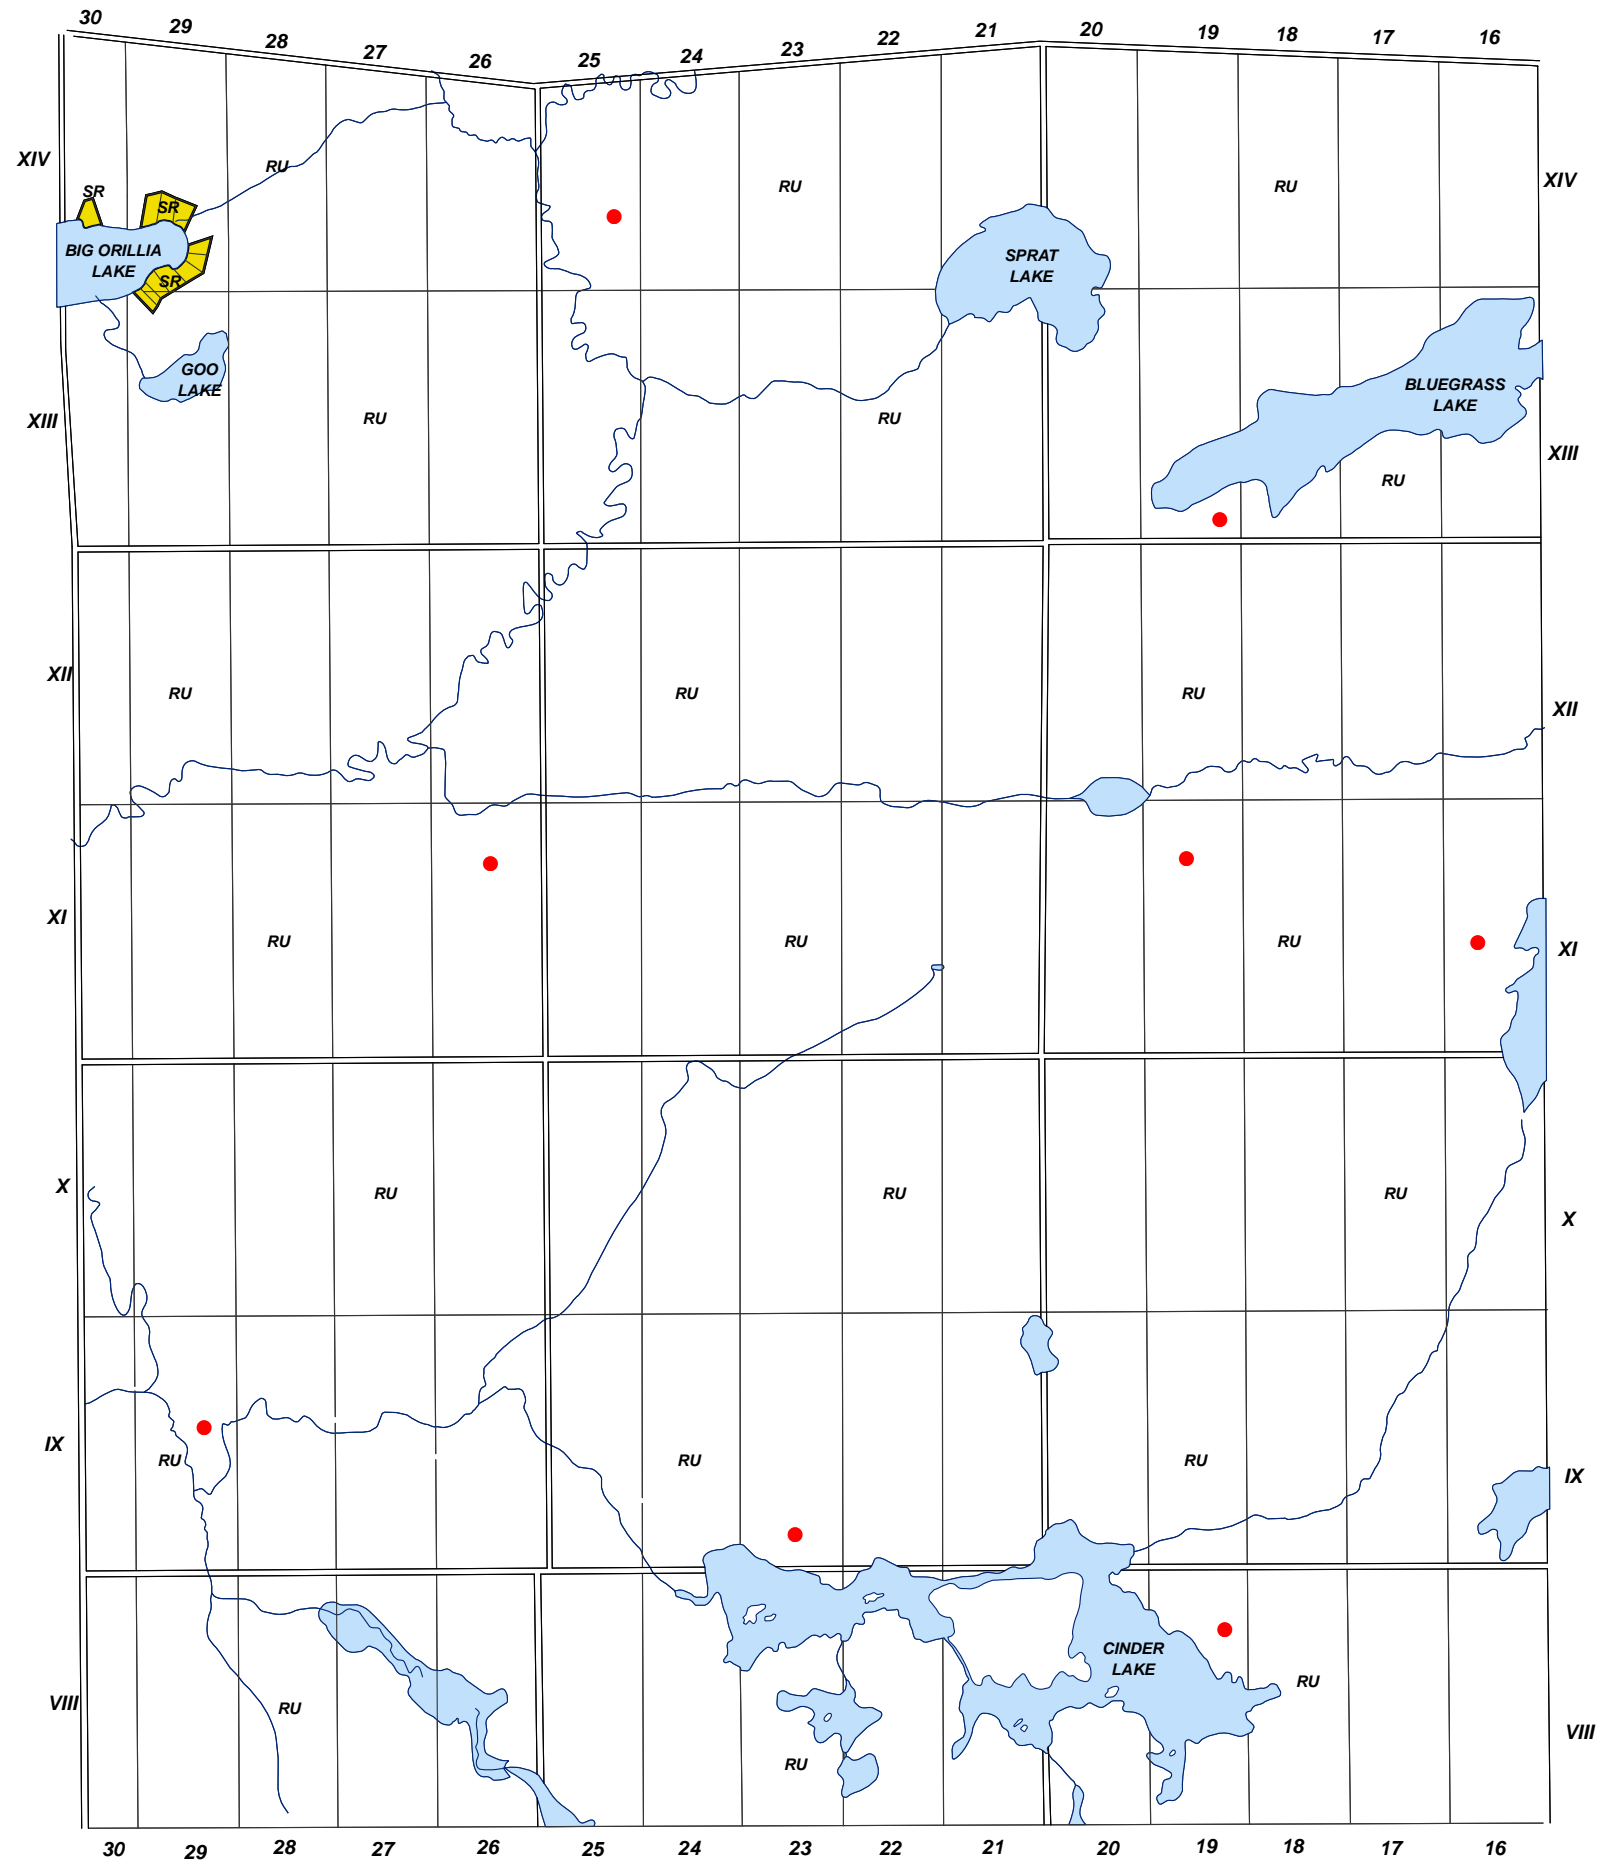 30 29 28 27 26 25 24 23 22 21 20 19 18 17 16
XIV RU RU RU XIV
SR
SR
BIG ORILLIA
LAKE
SR
SPRAT
LAKE
GOO
LAKE
BLUEGRASS
LAKE
XIII RU RU RU XIII
XII RU RU RU XII
XI RU RU RU XI
X RU RU RU X
IX RU RU RU IX
CINDER
LAKE
VIII RU RU RU VIII
30 29 28 27 26 25 24 23 22 21 20 19 18 17 16